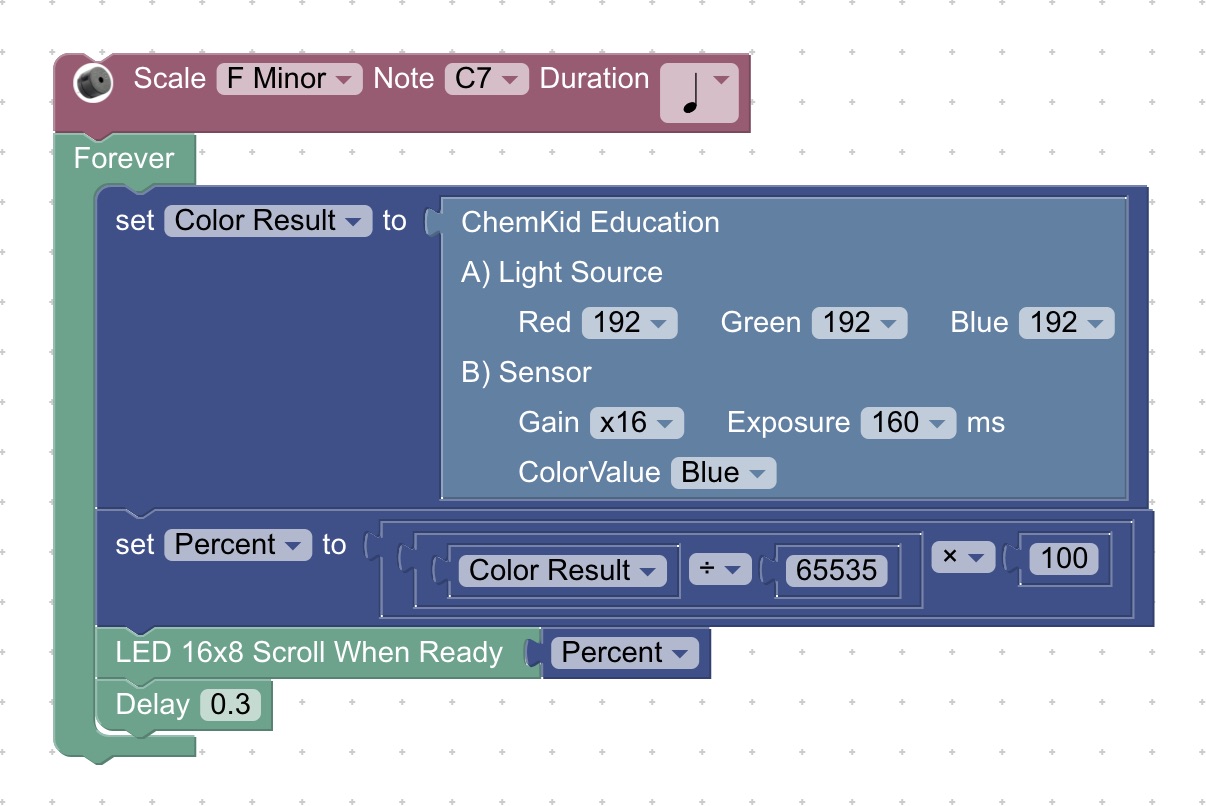 Scale F Minor Note C7 Duration
Forever
set Color Result to ChemKid Education
A) Light Source
Red 192 Green 192 Blue 192
B) Sensor
Gain x16 Exposure 160 ms
ColorValue Blue
set Percent to Color Result ÷ 65535 × 100
LED 16x8 Scroll When Ready Percent
Delay 0.3